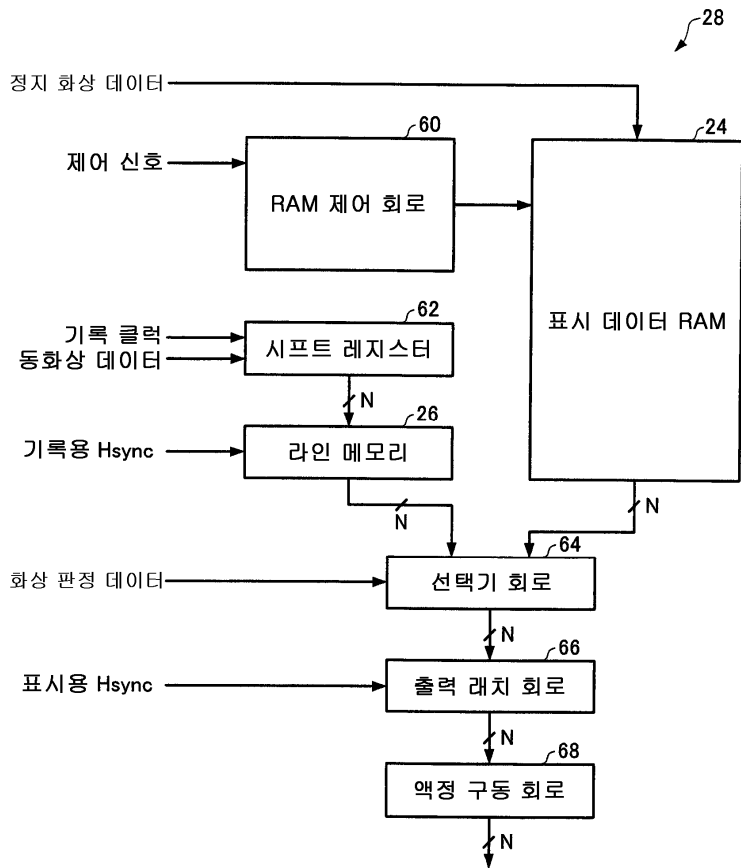 28
정지 화상 데이터
60
24
제어 신호
RAM 제어 회로
표시 데이터 RAM
62
기록 클럭
동화상 데이터
시프트 레지스터
N
26
기록용 Hsync
라인 메모리
N
N
64
화상 판정 데이터
선택기 회로
N
66
표시용 Hsync
출력 래치 회로
N
68
액정 구동 회로
N